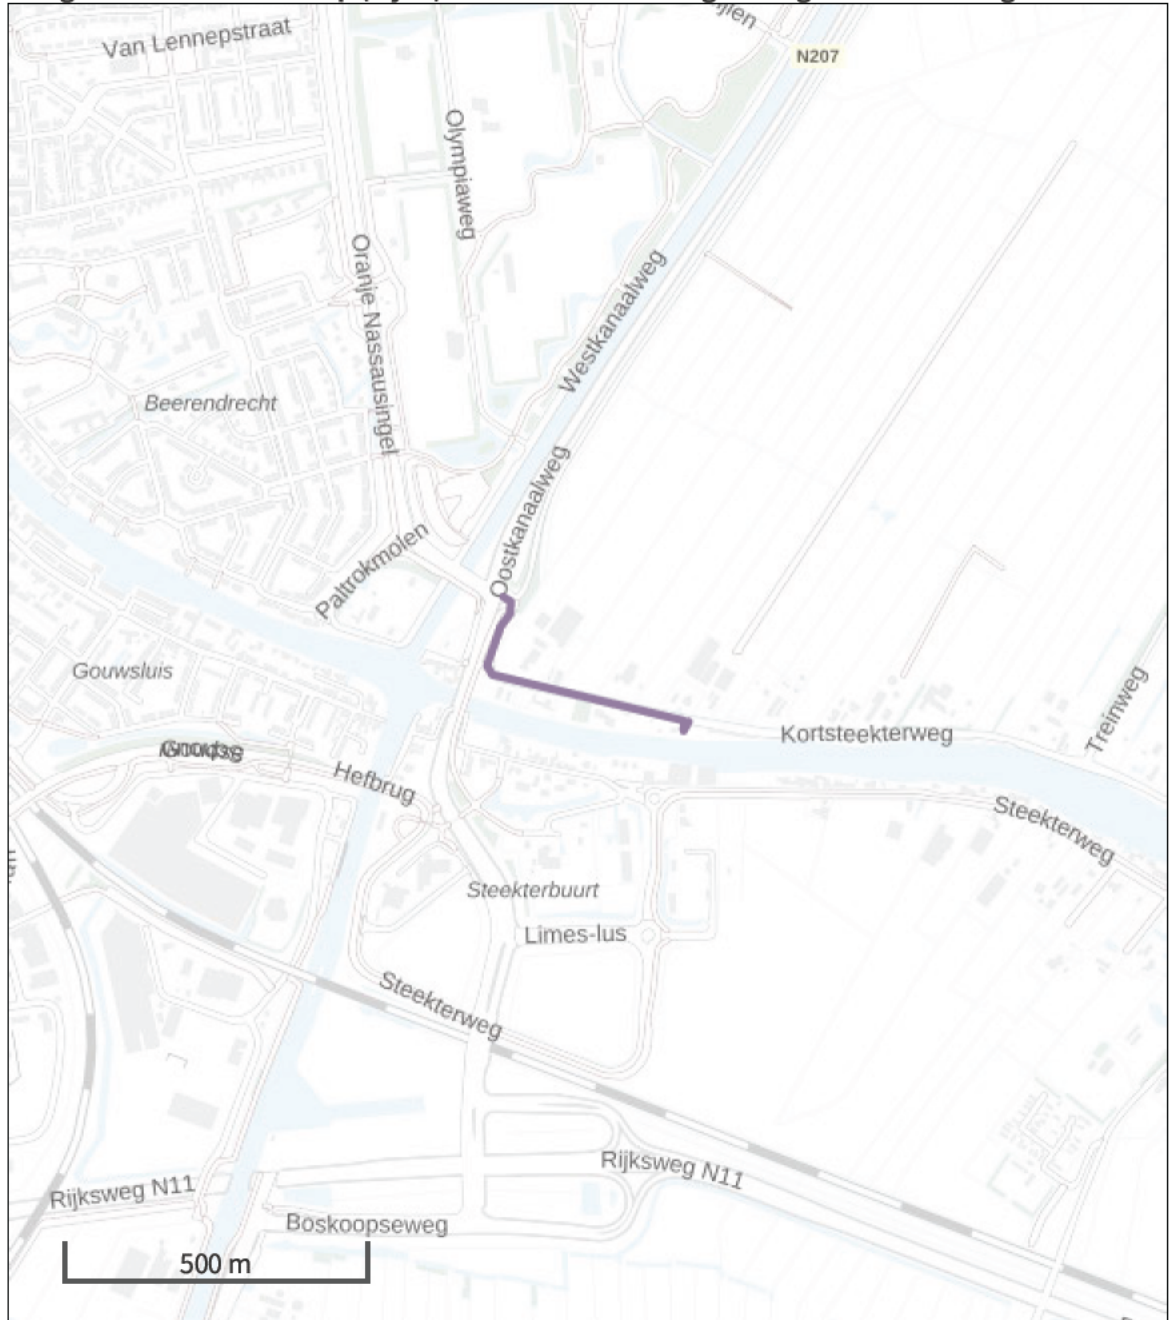 Van Lennepstraat
N207
Olympiaweg
Oranje Nassausingel
Westkanaalweg
Beerendrecht
Oostkanaalweg
Paltrokmolen
Gouwsluis
Kortsteekterweg
Treinweg
Hefbrug
Steekterweg
Steekterbuurt
Limes-lus
Steekterweg
Rijksweg N11
Rijksweg N11
Boskoopseweg
500 m